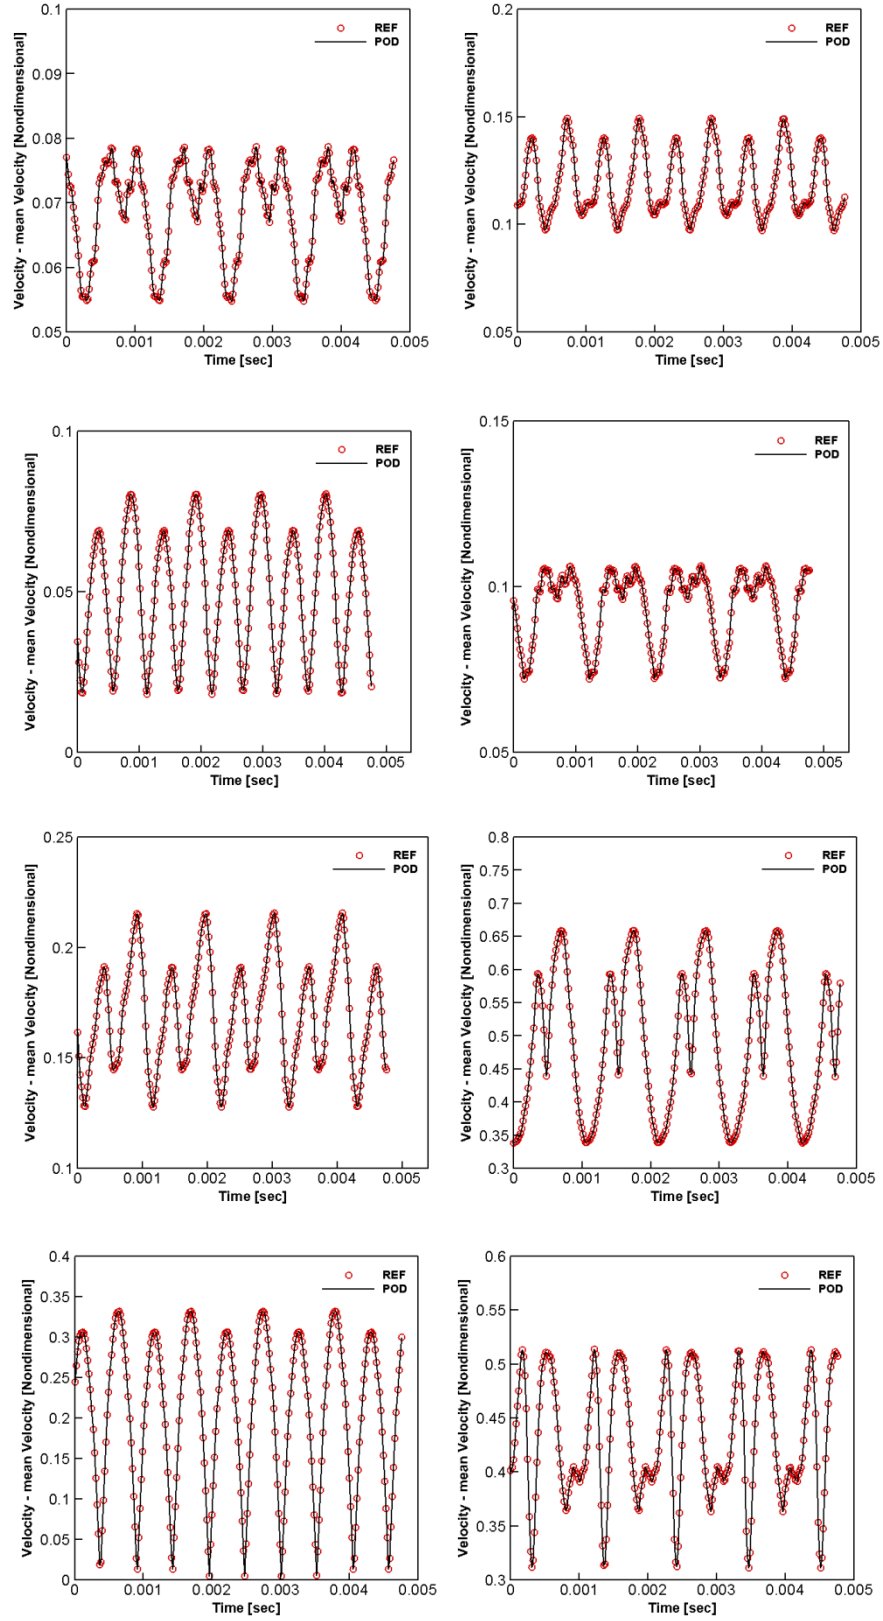 0.1
0.09
0.08
0.07
0.06
0.05
Velocity - mean Velocity [Nondimensional]
REF
POD
0 0.001 0.002 0.003 0.004 0.005
Time [sec]
0.2
0.15
0.1
0.05
Velocity - mean Velocity [Nondimensional]
REF
POD
0 0.001 0.002 0.003 0.004 0.005
Time [sec]
0.1
0.05
0
Velocity - mean Velocity [Nondimensional]
REF
POD
0 0.001 0.002 0.003 0.004 0.005
Time [sec]
0.15
0.1
0.05
Velocity - mean Velocity [Nondimensional]
REF
POD
0 0.001 0.002 0.003 0.004 0.005
Time [sec]
0.25
0.2
0.15
0.1
Velocity - mean Velocity [Nondimensional]
REF
POD
0 0.001 0.002 0.003 0.004 0.005
Time [sec]
0.8
0.75
0.7
0.65
0.6
0.55
0.5
0.45
0.4
0.35
0.3
Velocity - mean Velocity [Nondimensional]
REF
POD
0 0.001 0.002 0.003 0.004 0.005
Time [sec]
0.4
0.35
0.3
0.25
0.2
0.15
0.1
0.05
0
Velocity - mean Velocity [Nondimensional]
REF
POD
0 0.001 0.002 0.003 0.004 0.005
Time [sec]
0.6
0.55
0.5
0.45
0.4
0.35
0.3
Velocity - mean Velocity [Nondimensional]
REF
POD
0 0.001 0.002 0.003 0.004 0.005
Time [sec]